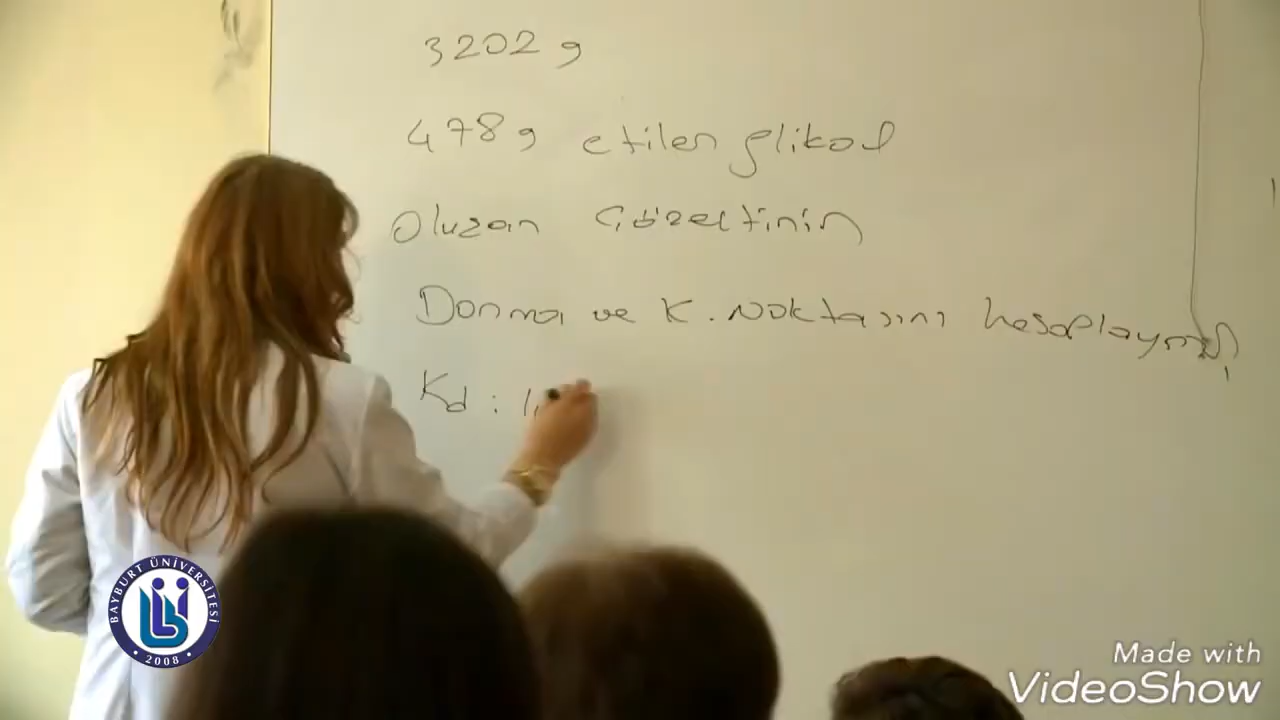 3202 g
478 g etilen glikol
Oluşan Çözeltinin
Donma ve K. Noktasını hesaplayınız
Kd : 1,
BAYBURT ÜNİVERSİTESİ
• 2008 •
Made with
VideoShow